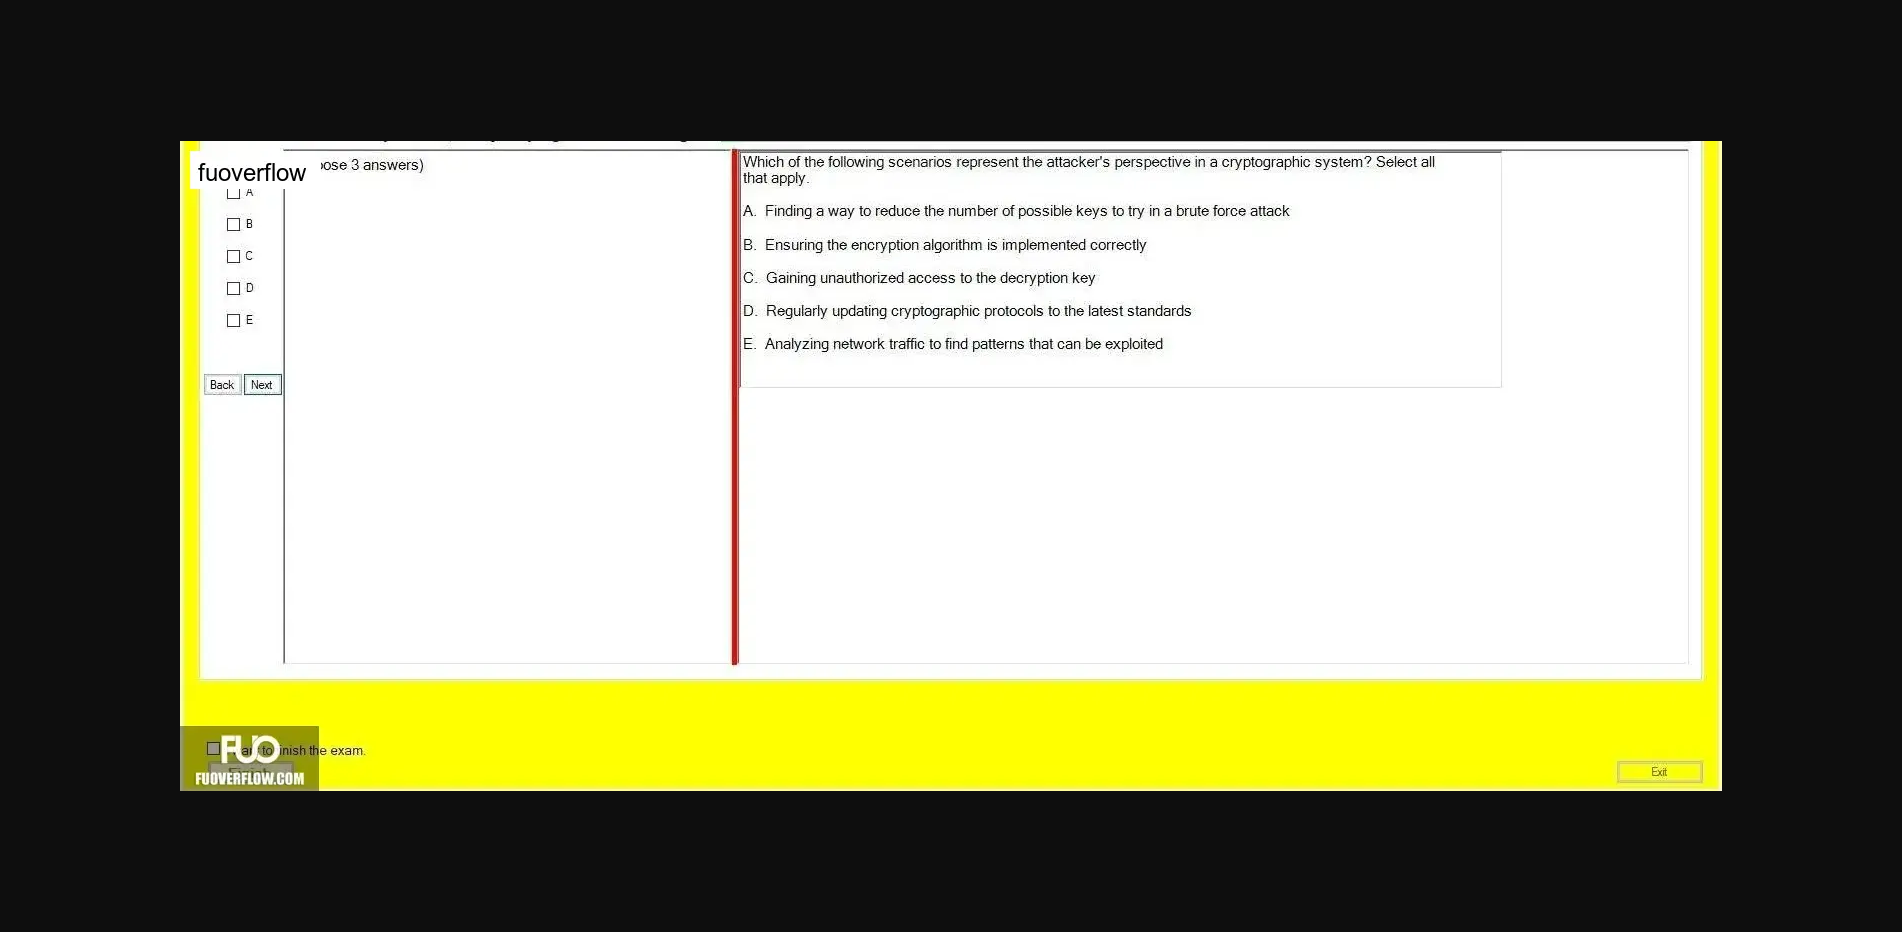 fuoverflow
ose 3 answers)
A
B
C
D
E
Back Next
Which of the following scenarios represent the attacker's perspective in a cryptographic system? Select all
that apply.
A. Finding a way to reduce the number of possible keys to try in a brute force attack
B. Ensuring the encryption algorithm is implemented correctly
C. Gaining unauthorized access to the decryption key
D. Regularly updating cryptographic protocols to the latest standards
E. Analyzing network traffic to find patterns that can be exploited
FUO
FUOVERFLOW.COM
to inish the exam.
Exit